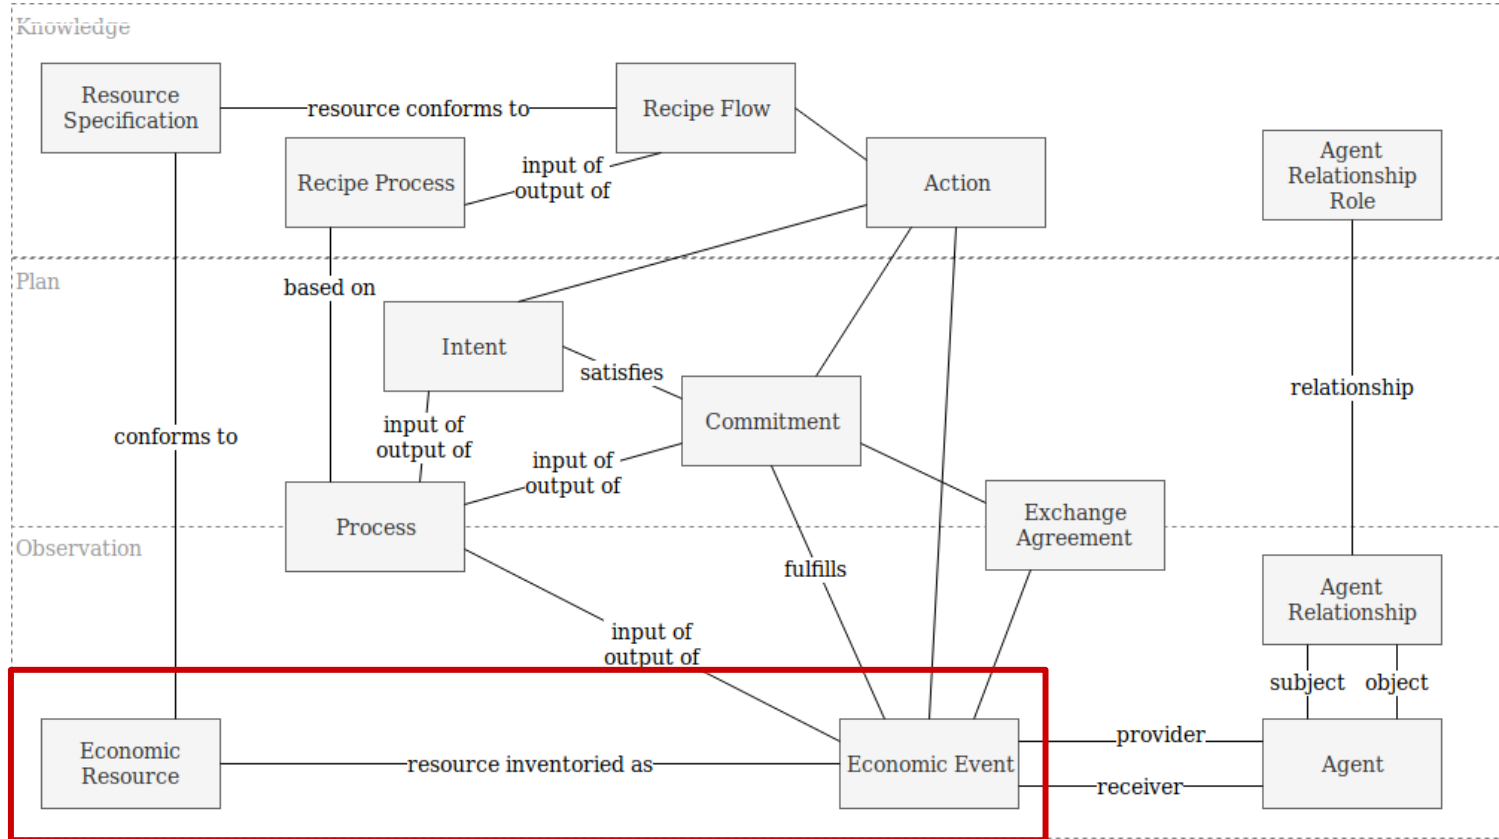 Knowledge
Resource
Specification
resource conforms to
Recipe Flow
Recipe Process
input of
output of
Action
Agent
Relationship
Role
Plan
based on
Intent
satisfies
Commitment
relationship
conforms to
input of
output of
input of
output of
Process
Exchange
Agreement
Observation
fulfills
Agent
Relationship
input of
output of
subject
object
Economic
Resource
resource inventoried as
Economic Event
provider
receiver
Agent